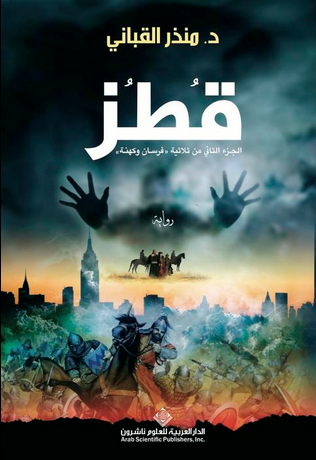 د. منذر القباني
قُطُز
الجزء الثاني من ثلاثية «فرسان وكهنة»
رواية
الدار العربية للعلوم ناشرون
Arab Scientific Publishers, Inc.